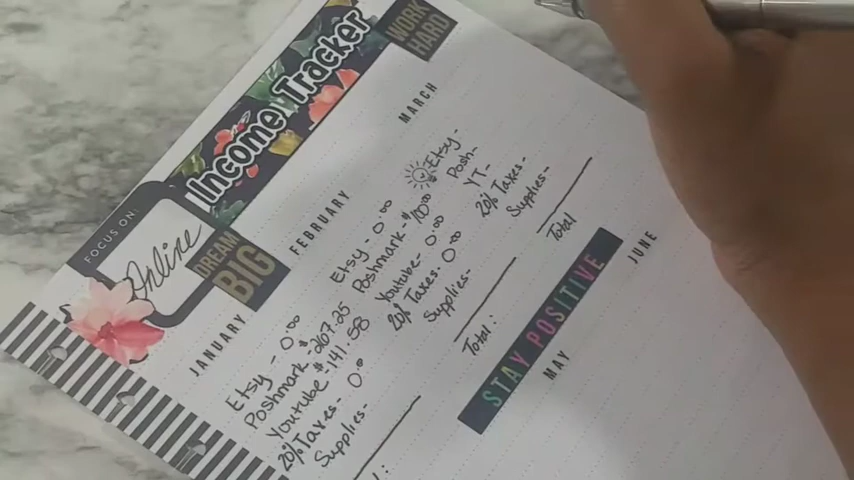 FOCUS ON:
Online
Income Tracker
WORK
HARD
DREAM
BIG
JANUARY
Etsy - 0.00
Poshmark - $267.25
Youtube - $141.58
20% Taxes - 0.00
Supplies -
FEBRUARY
Etsy - 0.00
Poshmark - $100.00
Youtube - 0.00
20% Taxes - 0.00
Supplies -
Total:
MARCH
Etsy -
Posh -
YT -
20% Taxes -
Supplies -
Total
STAY POSITIVE
MAY
JUNE